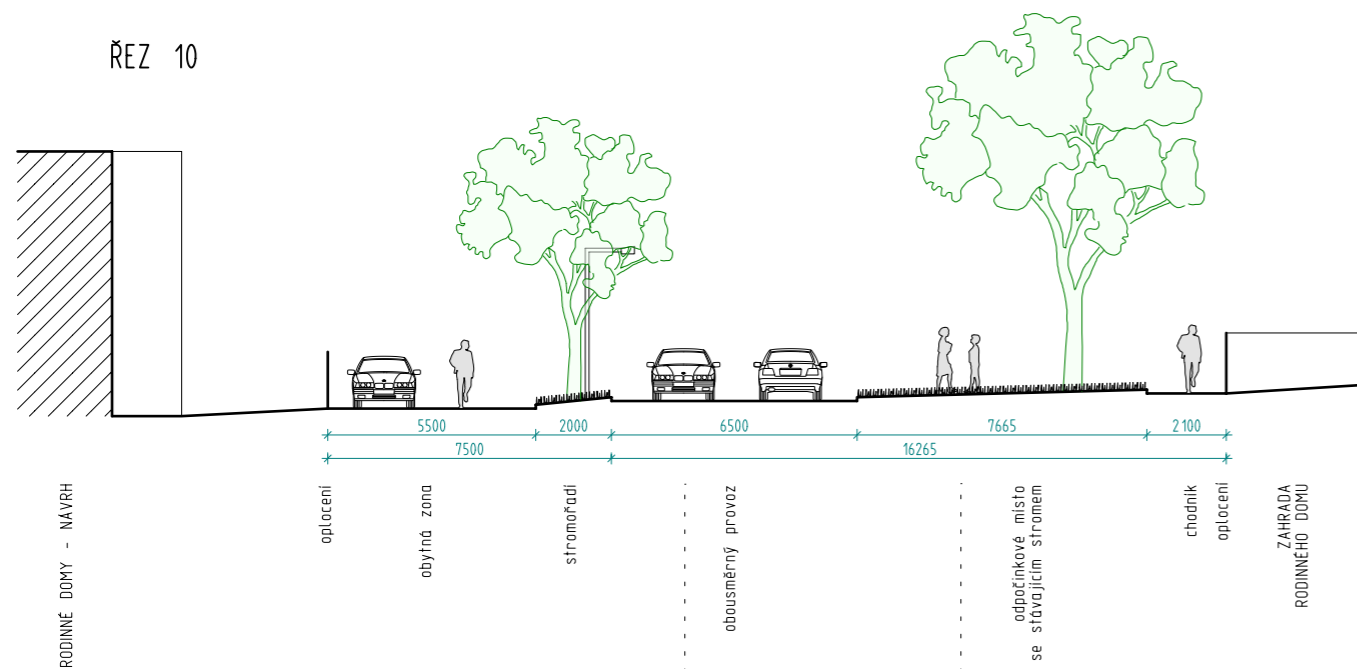 ŘEZ 10
5500
2000
6500
7665
2100
7500
16265
RODINNÉ DOMY - NÁVRH
oplocení
obytná zona
stromořadí
obousměrný provoz
odpočinkové místo
se stávajícím stromem
chodník
oplocení
ZAHRADA
RODINNÉHO DOMU